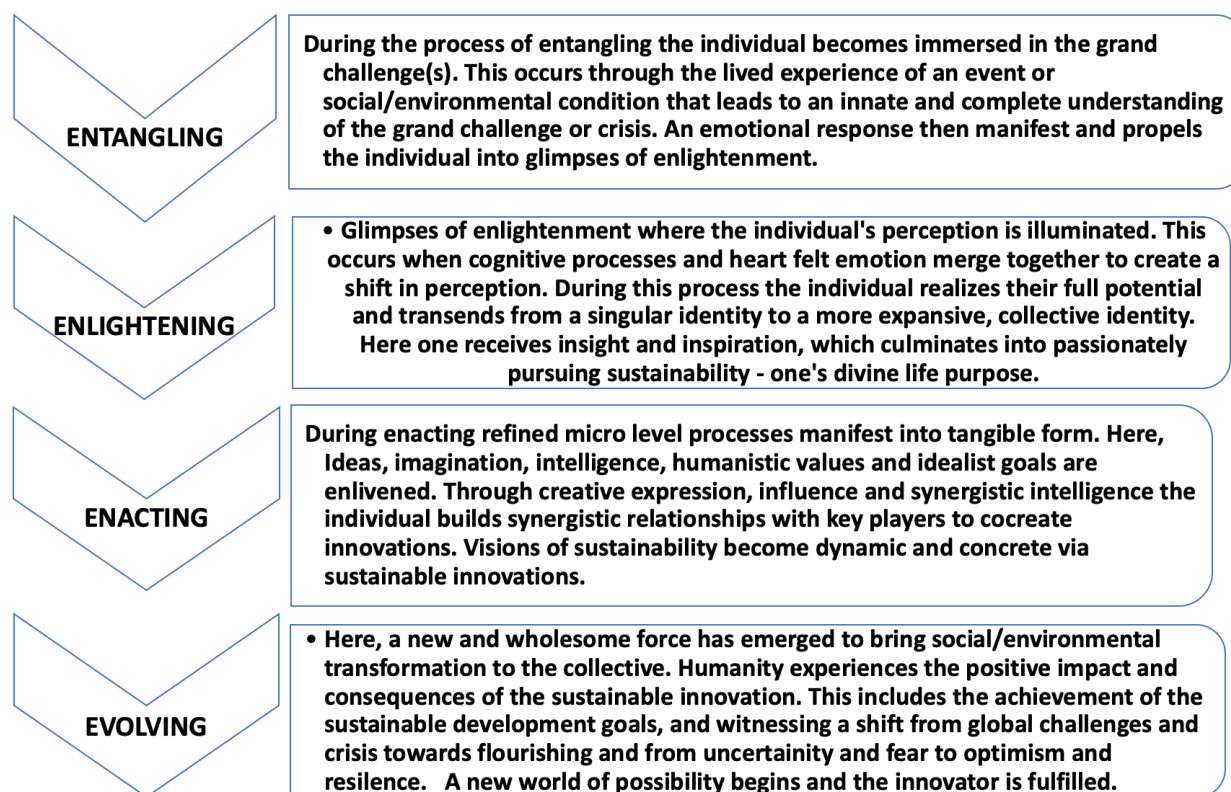 ENTANGLING
During the process of entangling the individual becomes immersed in the grand
challenge(s). This occurs through the lived experience of an event or
social/environmental condition that leads to an innate and complete understanding
of the grand challenge or crisis. An emotional response then manifest and propels
the individual into glimpses of enlightenment.
ENLIGHTENING
• Glimpses of enlightenment where the individual's perception is illuminated. This
occurs when cognitive processes and heart felt emotion merge together to create a
shift in perception. During this process the individual realizes their full potential
and transends from a singular identity to a more expansive, collective identity.
Here one receives insight and inspiration, which culminates into passionately
pursuing sustainability - one's divine life purpose.
ENACTING
During enacting refined micro level processes manifest into tangible form. Here,
Ideas, imagination, intelligence, humanistic values and idealist goals are
enlivened. Through creative expression, influence and synergistic intelligence the
individual builds synergistic relationships with key players to cocreate
innovations. Visions of sustainability become dynamic and concrete via
sustainable innovations.
EVOLVING
• Here, a new and wholesome force has emerged to bring social/environmental
transformation to the collective. Humanity experiences the positive impact and
consequences of the sustainable innovation. This includes the achievement of the
sustainable development goals, and witnessing a shift from global challenges and
crisis towards flourishing and from uncertainity and fear to optimism and
resilence. A new world of possibility begins and the innovator is fulfilled.